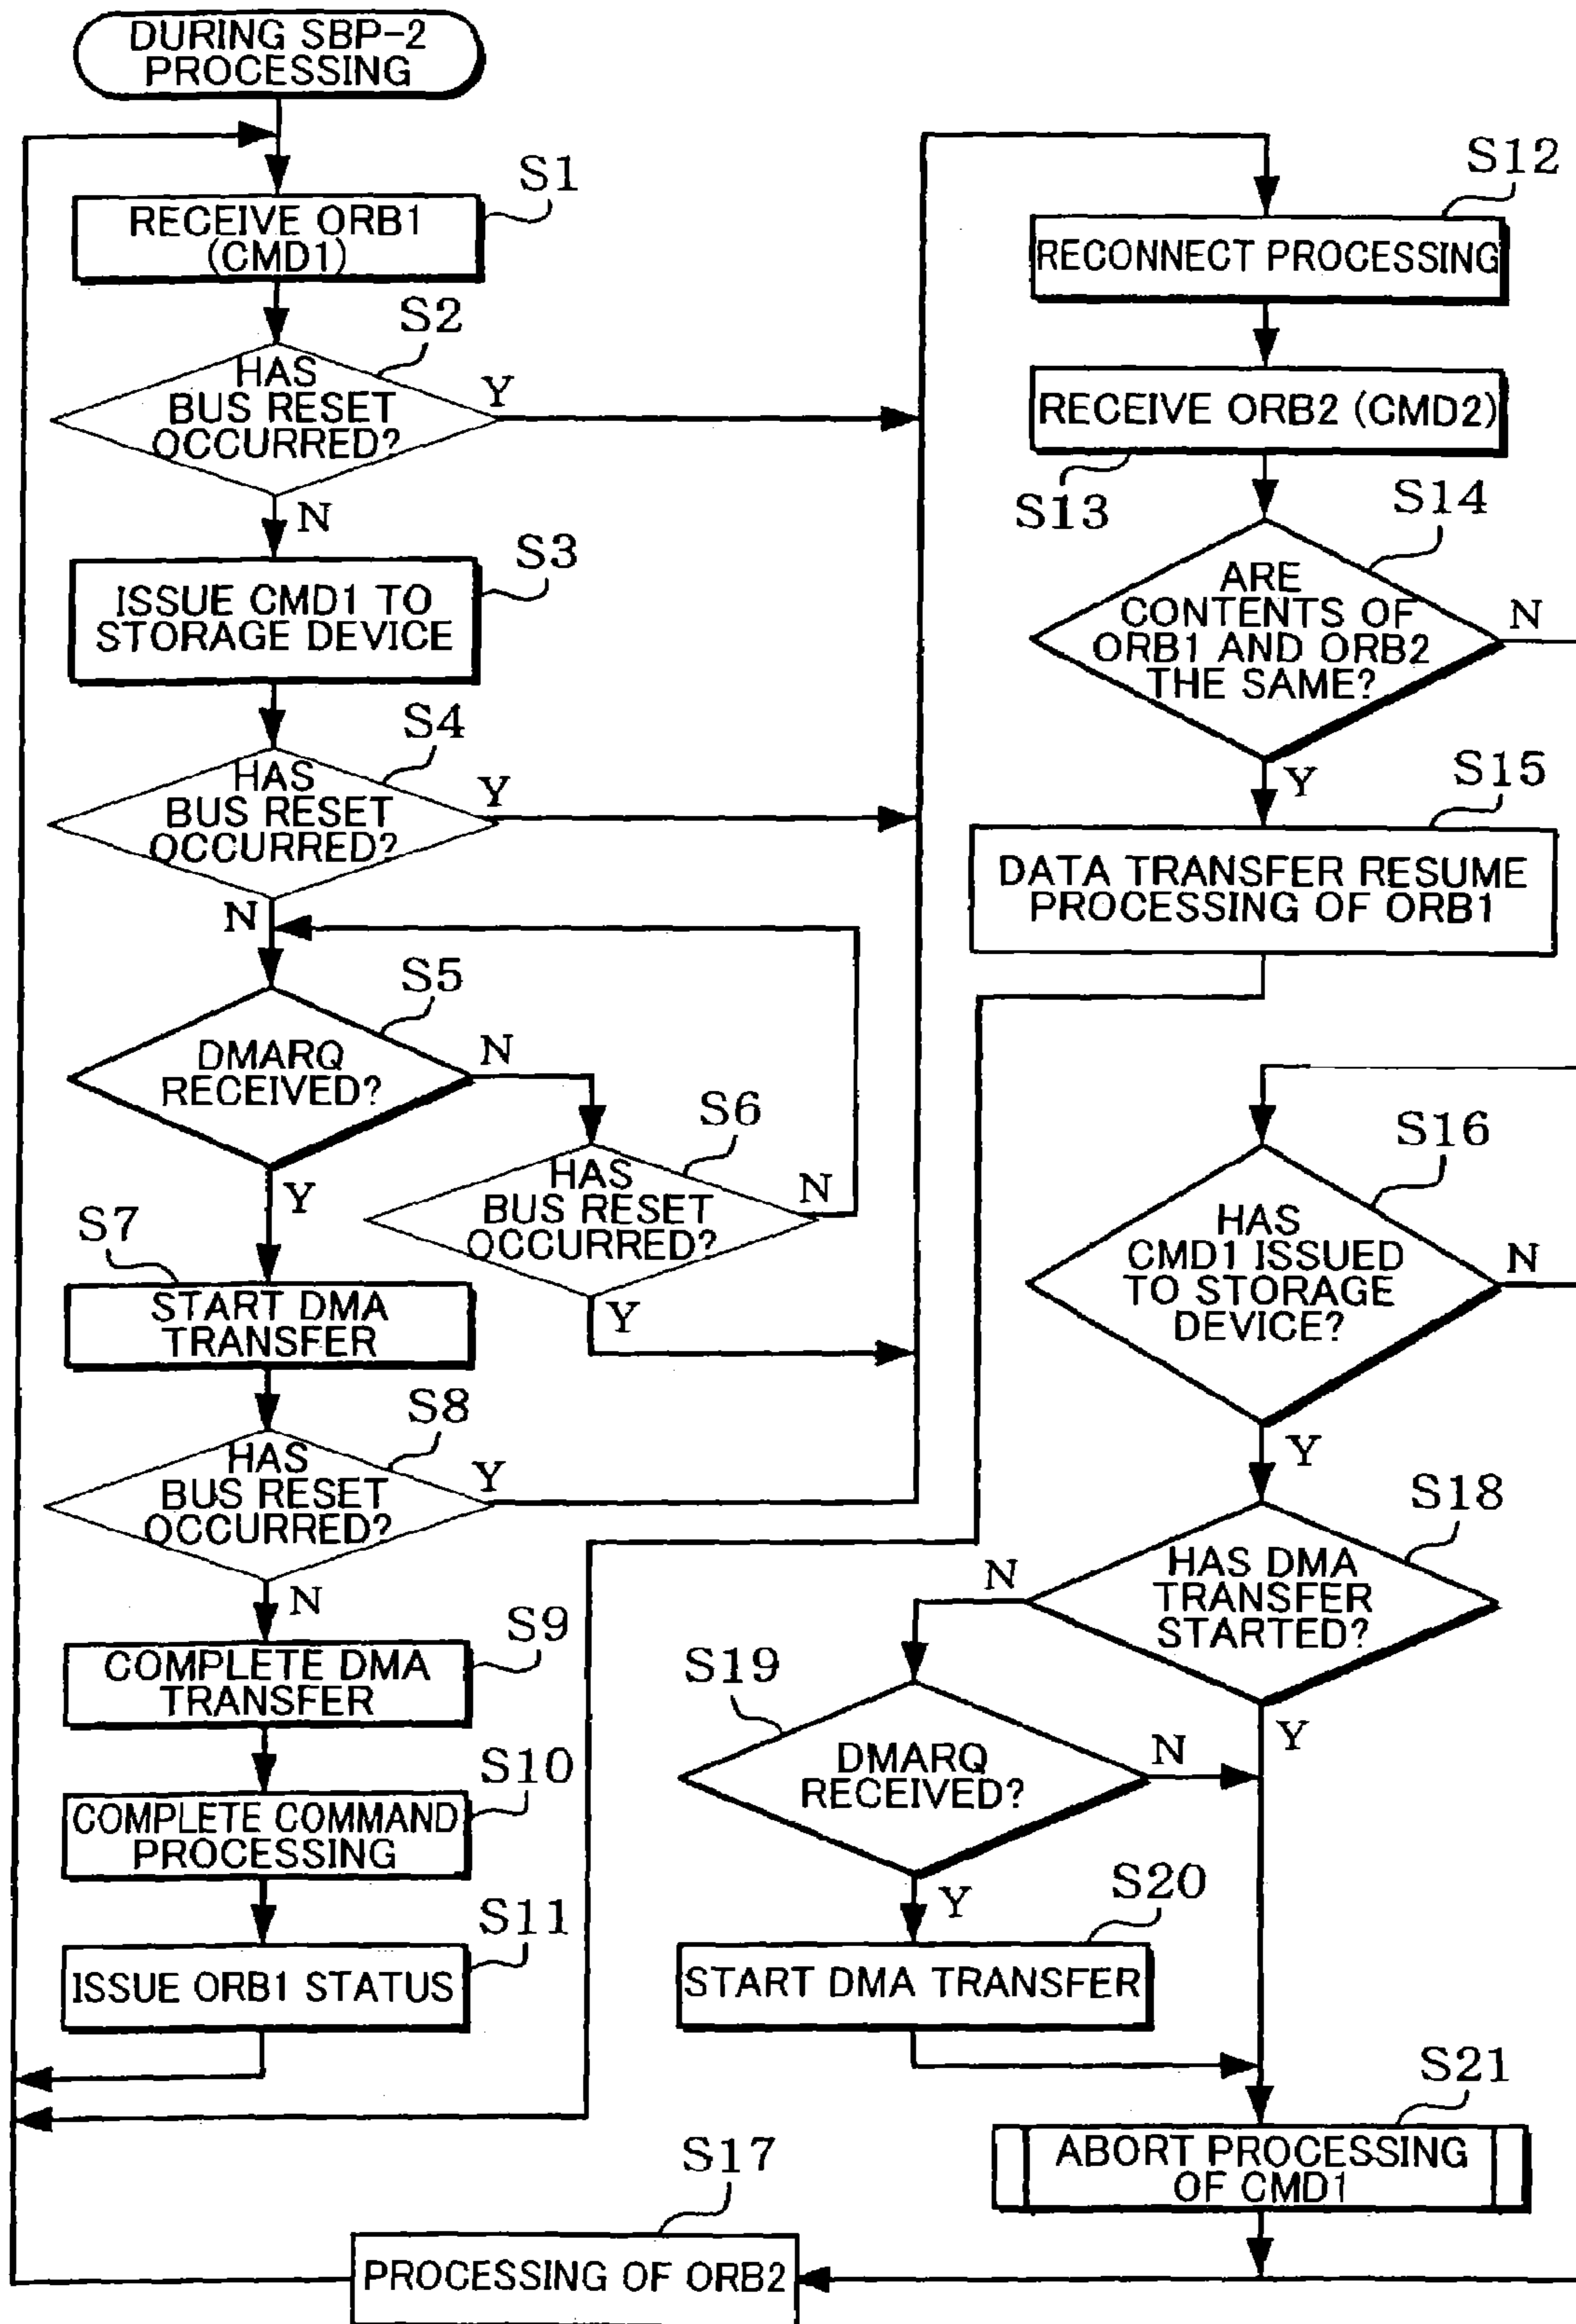 DURING SBP-2
PROCESSING
S1
RECEIVE ORB1
(CMD1)
S2
HAS
BUS RESET
OCCURRED?
Y
N
S3
ISSUE CMD1 TO
STORAGE DEVICE
S4
HAS
BUS RESET
OCCURRED?
Y
N
S5
DMARQ
RECEIVED?
N
Y
S6
HAS
BUS RESET
OCCURRED?
N
Y
S7
START DMA
TRANSFER
S8
HAS
BUS RESET
OCCURRED?
Y
N
S9
COMPLETE DMA
TRANSFER
S10
COMPLETE COMMAND
PROCESSING
S11
ISSUE ORB1 STATUS
S12
RECONNECT PROCESSING
RECEIVE ORB2 (CMD2)
S13
S14
ARE
CONTENTS OF
ORB1 AND ORB2
THE SAME?
N
Y
S15
DATA TRANSFER RESUME
PROCESSING OF ORB1
S16
HAS
CMD1 ISSUED
TO STORAGE
DEVICE?
N
Y
S18
HAS DMA
TRANSFER
STARTED?
N
Y
S19
DMARQ
RECEIVED?
N
Y
S20
START DMA TRANSFER
S21
ABORT PROCESSING
OF CMD1
S17
PROCESSING OF ORB2